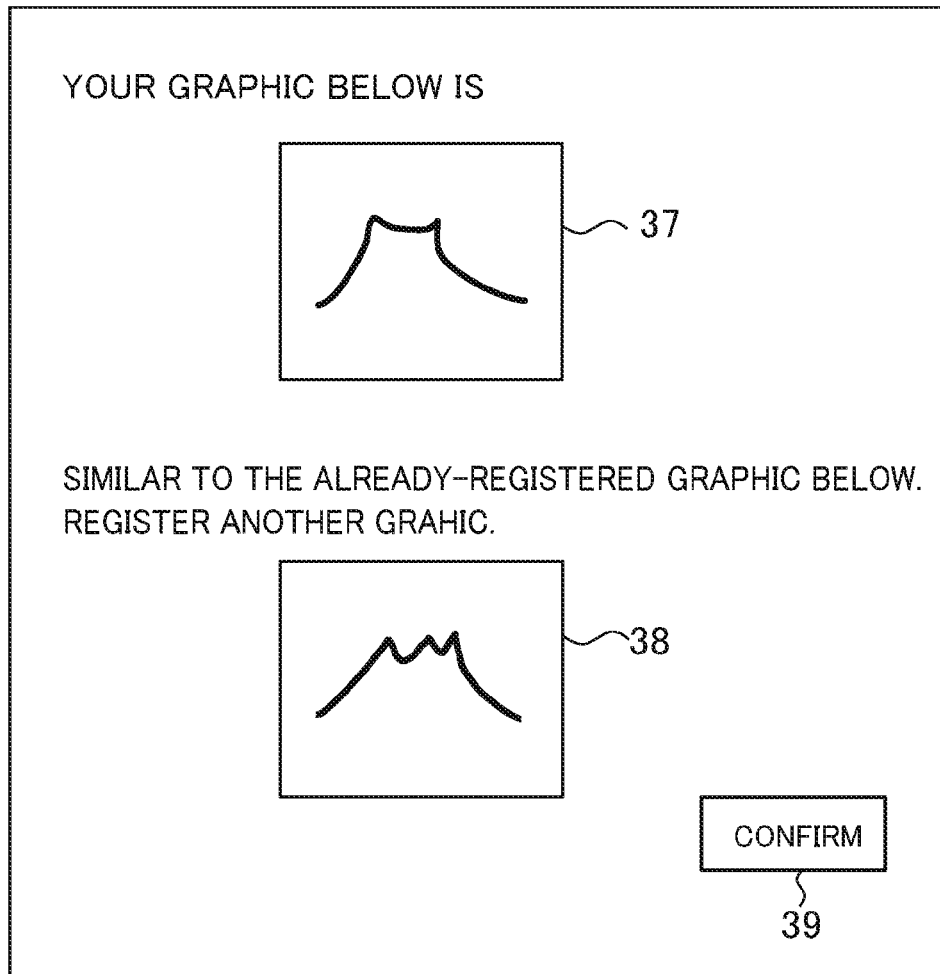 YOUR GRAPHIC BELOW IS
37
SIMILAR TO THE ALREADY-REGISTERED GRAPHIC BELOW.
REGISTER ANOTHER GRAHIC.
38
CONFIRM
39